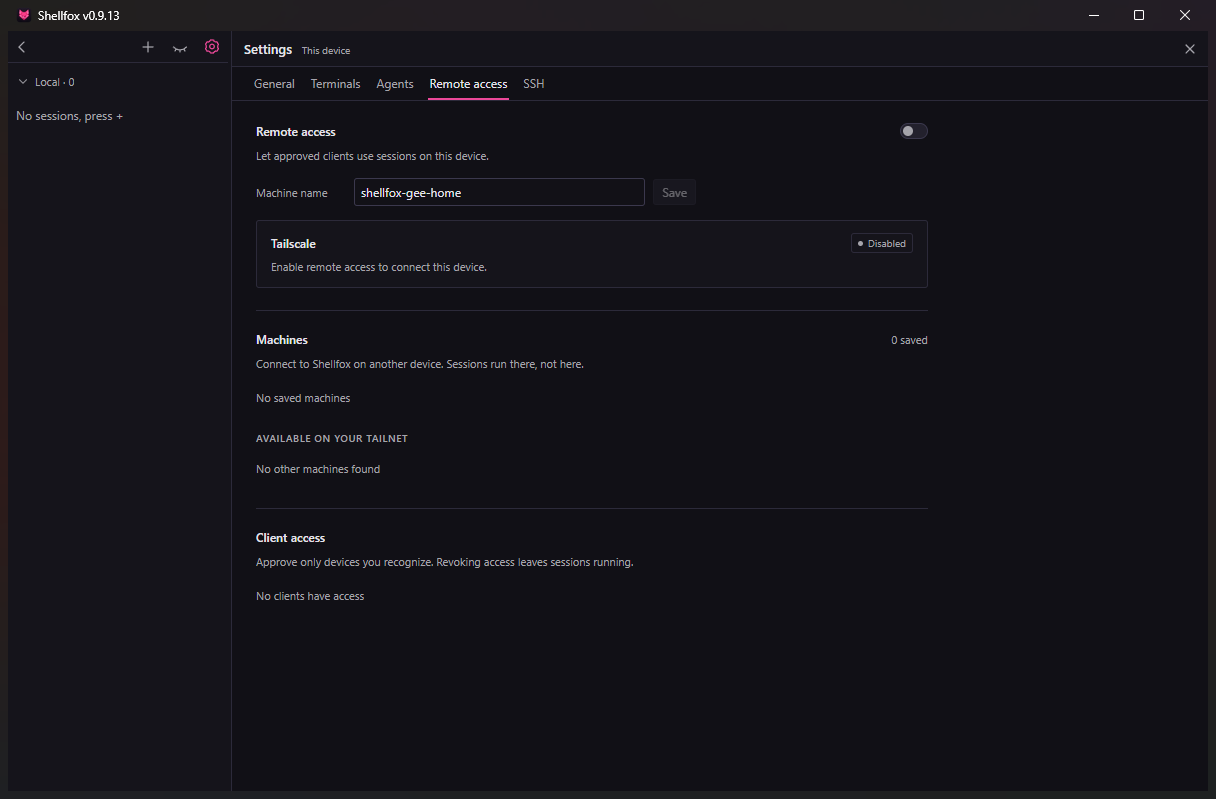 Shellfox v0.9.13
Settings This device
Local · 0
No sessions, press +
General Terminals Agents Remote access SSH
Remote access
Let approved clients use sessions on this device.
Machine name shellfox-gee-home Save
Tailscale Disabled
Enable remote access to connect this device.
Machines 0 saved
Connect to Shellfox on another device. Sessions run there, not here.
No saved machines
AVAILABLE ON YOUR TAILNET
No other machines found
Client access
Approve only devices you recognize. Revoking access leaves sessions running.
No clients have access